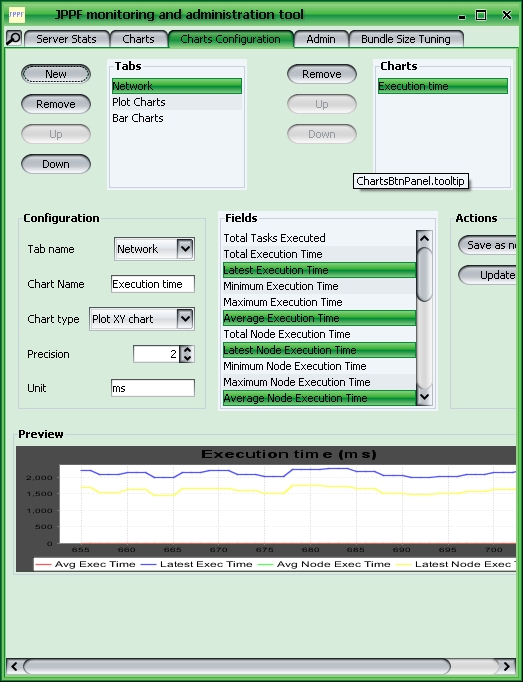 JPPF JPPF monitoring and administration tool
Server Stats Charts Charts Configuration Admin Bundle Size Tuning
New
Remove
Up
Down
Tabs
Network
Plot Charts
Bar Charts
Remove
Up
Down
Charts
Execution time
ChartsBtnPanel.tooltip
Configuration
Tab name Network
Chart Name Execution time
Chart type Plot XY chart
Precision 2
Unit ms
Fields
Total Tasks Executed
Total Execution Time
Latest Execution Time
Minimum Execution Time
Maximum Execution Time
Average Execution Time
Total Node Execution Time
Latest Node Execution Time
Minimum Node Execution Time
Maximum Node Execution Time
Average Node Execution Time
Actions
Save as n
Update
Preview
Execution time (ms)
2,000
1,500
1,000
500
0
655 660 665 670 675 680 685 690 695 700
Avg Exec Time Latest Exec Time Avg Node Exec Time Latest Node Exec Tim